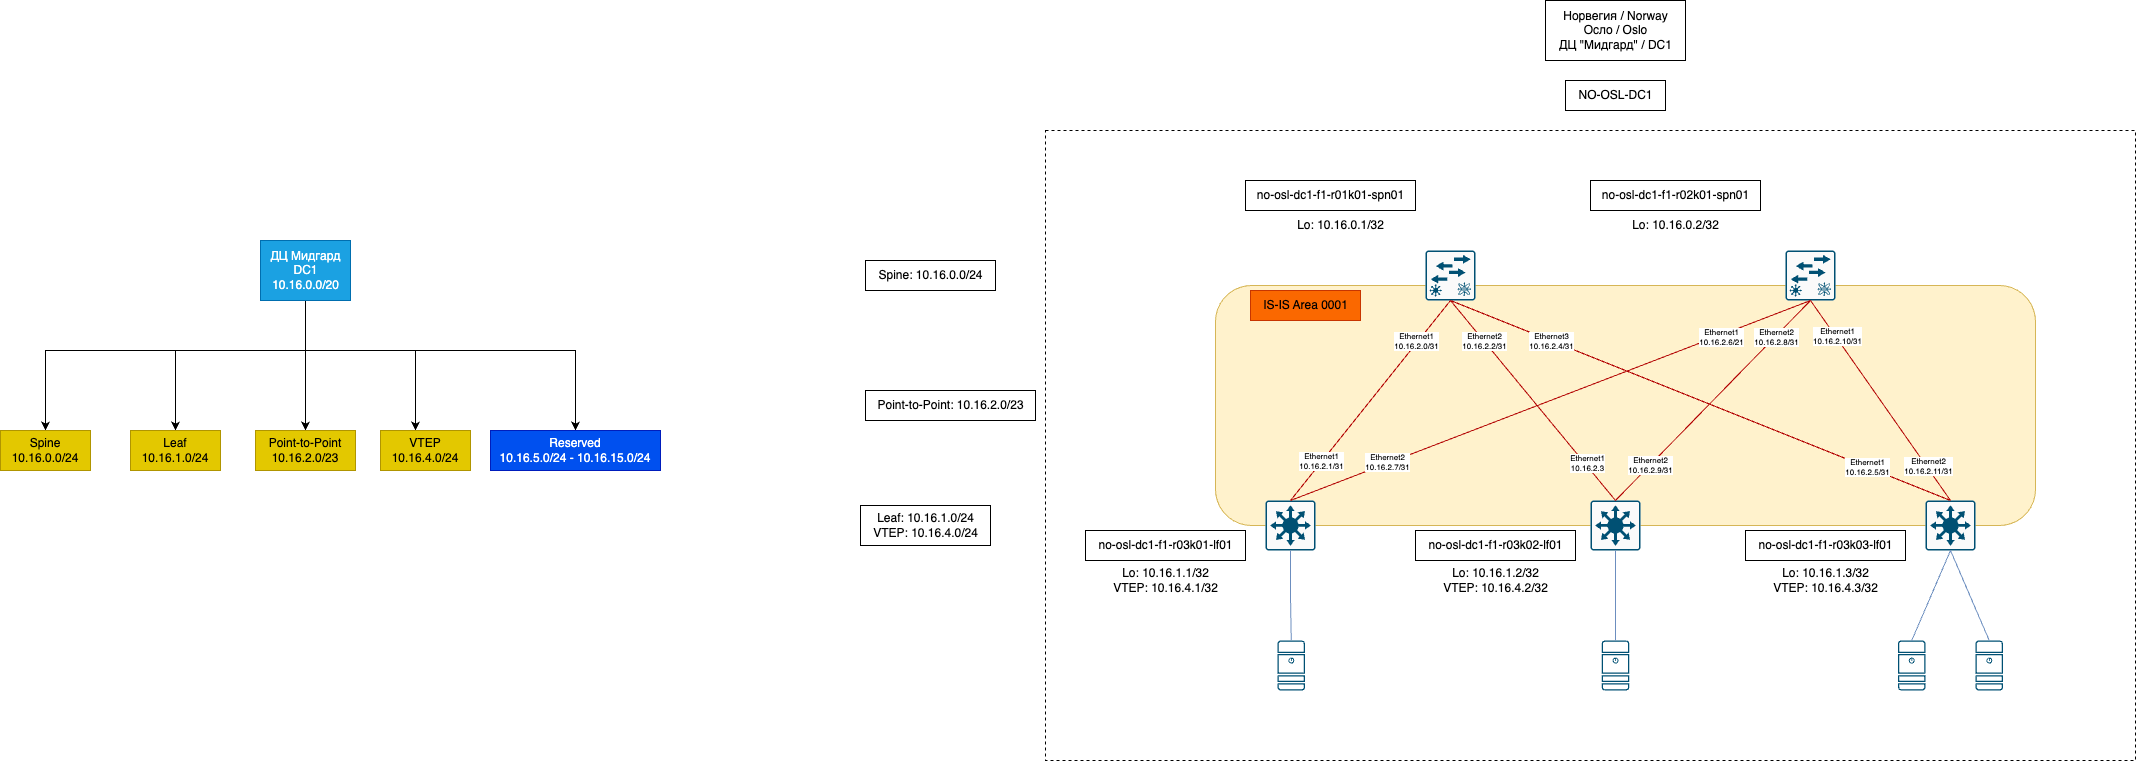 Норвегия / Norway
Осло / Oslo
ДЦ "Мидгард" / DC1
NO-OSL-DC1
ДЦ Мидгард
DC1
10.16.0.0/20
Spine
10.16.0.0/24
Leaf
10.16.1.0/24
Point-to-Point
10.16.2.0/23
VTEP
10.16.4.0/24
Reserved
10.16.5.0/24 - 10.16.15.0/24
Spine: 10.16.0.0/24
Point-to-Point: 10.16.2.0/23
Leaf: 10.16.1.0/24
VTEP: 10.16.4.0/24
no-osl-dc1-f1-r01k01-spn01
Lo: 10.16.0.1/32
no-osl-dc1-f1-r02k01-spn01
Lo: 10.16.0.2/32
IS-IS Area 0001
Ethernet1
10.16.2.0/31
Ethernet2
10.16.2.2/31
Ethernet3
10.16.2.4/31
Ethernet1
10.16.2.6/21
Ethernet2
10.16.2.8/31
Ethernet1
10.16.2.10/31
Ethernet1
10.16.2.1/31
Ethernet2
10.16.2.7/31
Ethernet1
10.16.2.3
Ethernet2
10.16.2.9/31
Ethernet1
10.16.2.5/31
Ethernet2
10.16.2.11/31
no-osl-dc1-f1-r03k01-lf01
Lo: 10.16.1.1/32
VTEP: 10.16.4.1/32
no-osl-dc1-f1-r03k02-lf01
Lo: 10.16.1.2/32
VTEP: 10.16.4.2/32
no-osl-dc1-f1-r03k03-lf01
Lo: 10.16.1.3/32
VTEP: 10.16.4.3/32